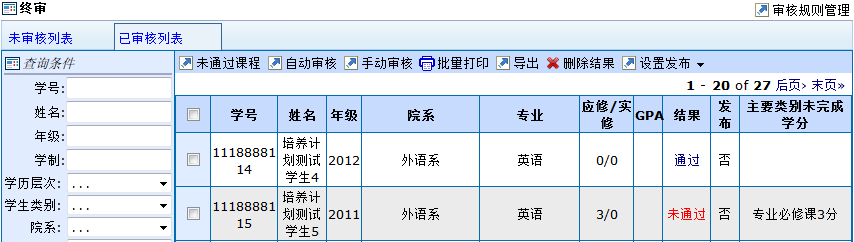 终审
审核规则管理
未审核列表
已审核列表
查询条件
学号:
姓名:
年级:
学制:
学历层次: ...
学生类别: ...
院系: ...
未通过课程 自动审核 手动审核 批量打印 导出 删除结果 设置发布
1 - 20 of 27 后页› 末页»
学号 姓名 年级 院系 专业 应修/实修 GPA 结果 发布 主要类别未完成学分
1118888114 培养计划测试学生4 2012 外语系 英语 0/0 通过 否
1118888115 培养计划测试学生5 2011 外语系 英语 3/0 未通过 否 专业必修课3分